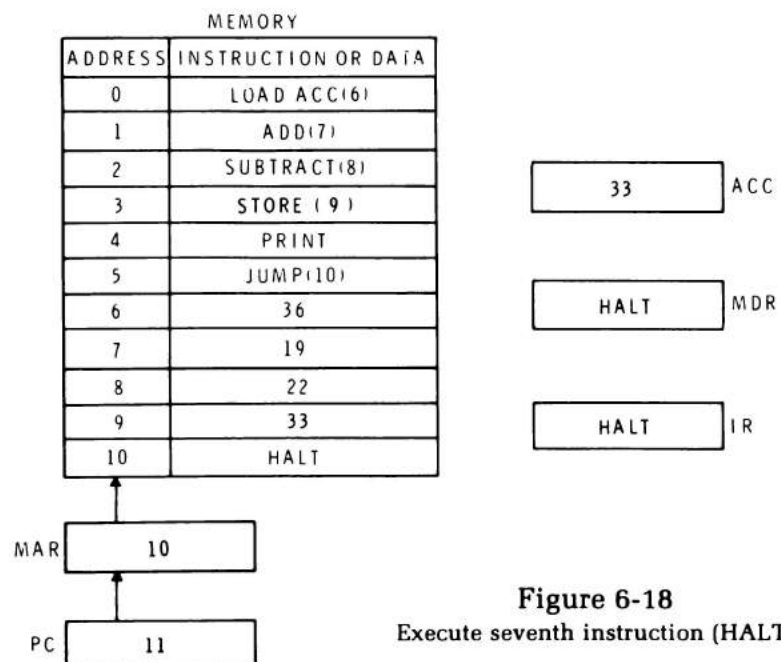 MEMORY
ADDRESS INSTRUCTION OR DATA
0 LOAD ACC(6)
1 ADD(7)
2 SUBTRACT(8)
3 STORE (9)
4 PRINT
5 JUMP(10)
6 36
7 19
8 22
9 33
10 HALT
33 ACC
HALT MDR
HALT IR
MAR 10
PC 11
Figure 6-18
Execute seventh instruction (HALT